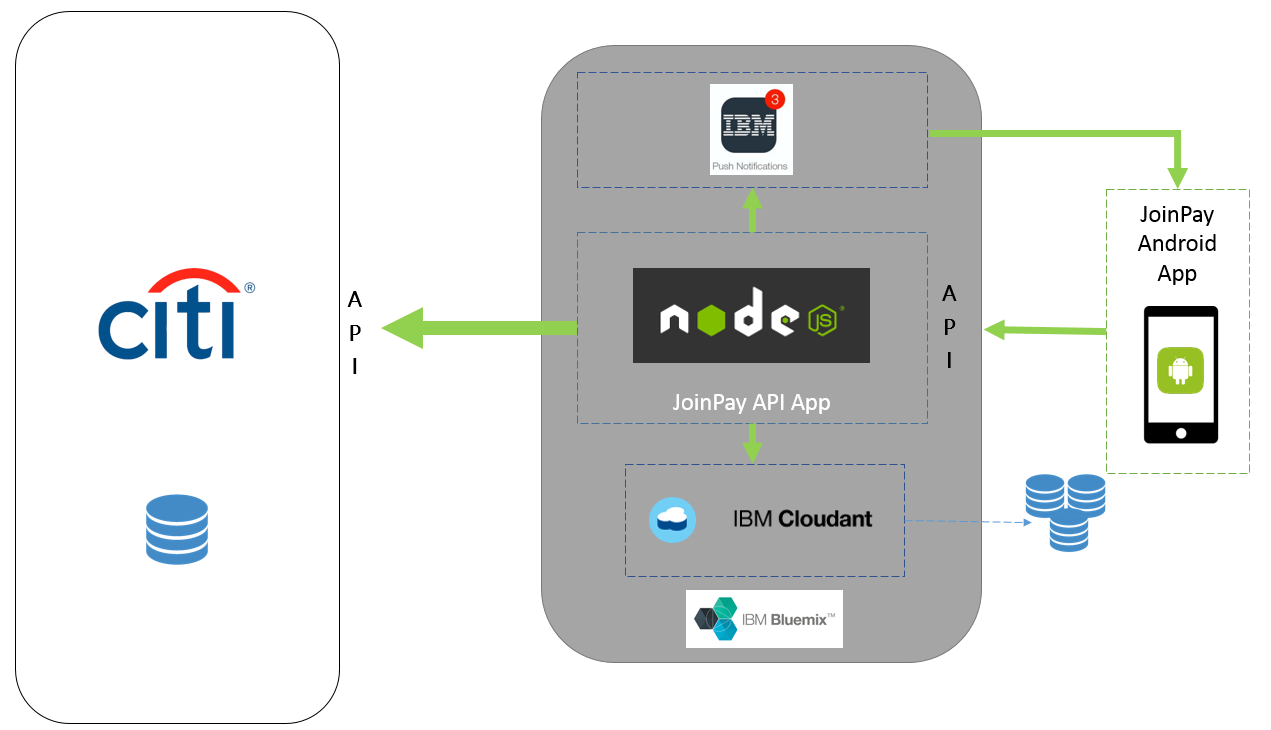 citi®
A
P
I
3
IBM
Push Notifications
node
JS®
JoinPay API App
A
P
I
JoinPay
Android
App
IBM Cloudant
IBM Bluemix™